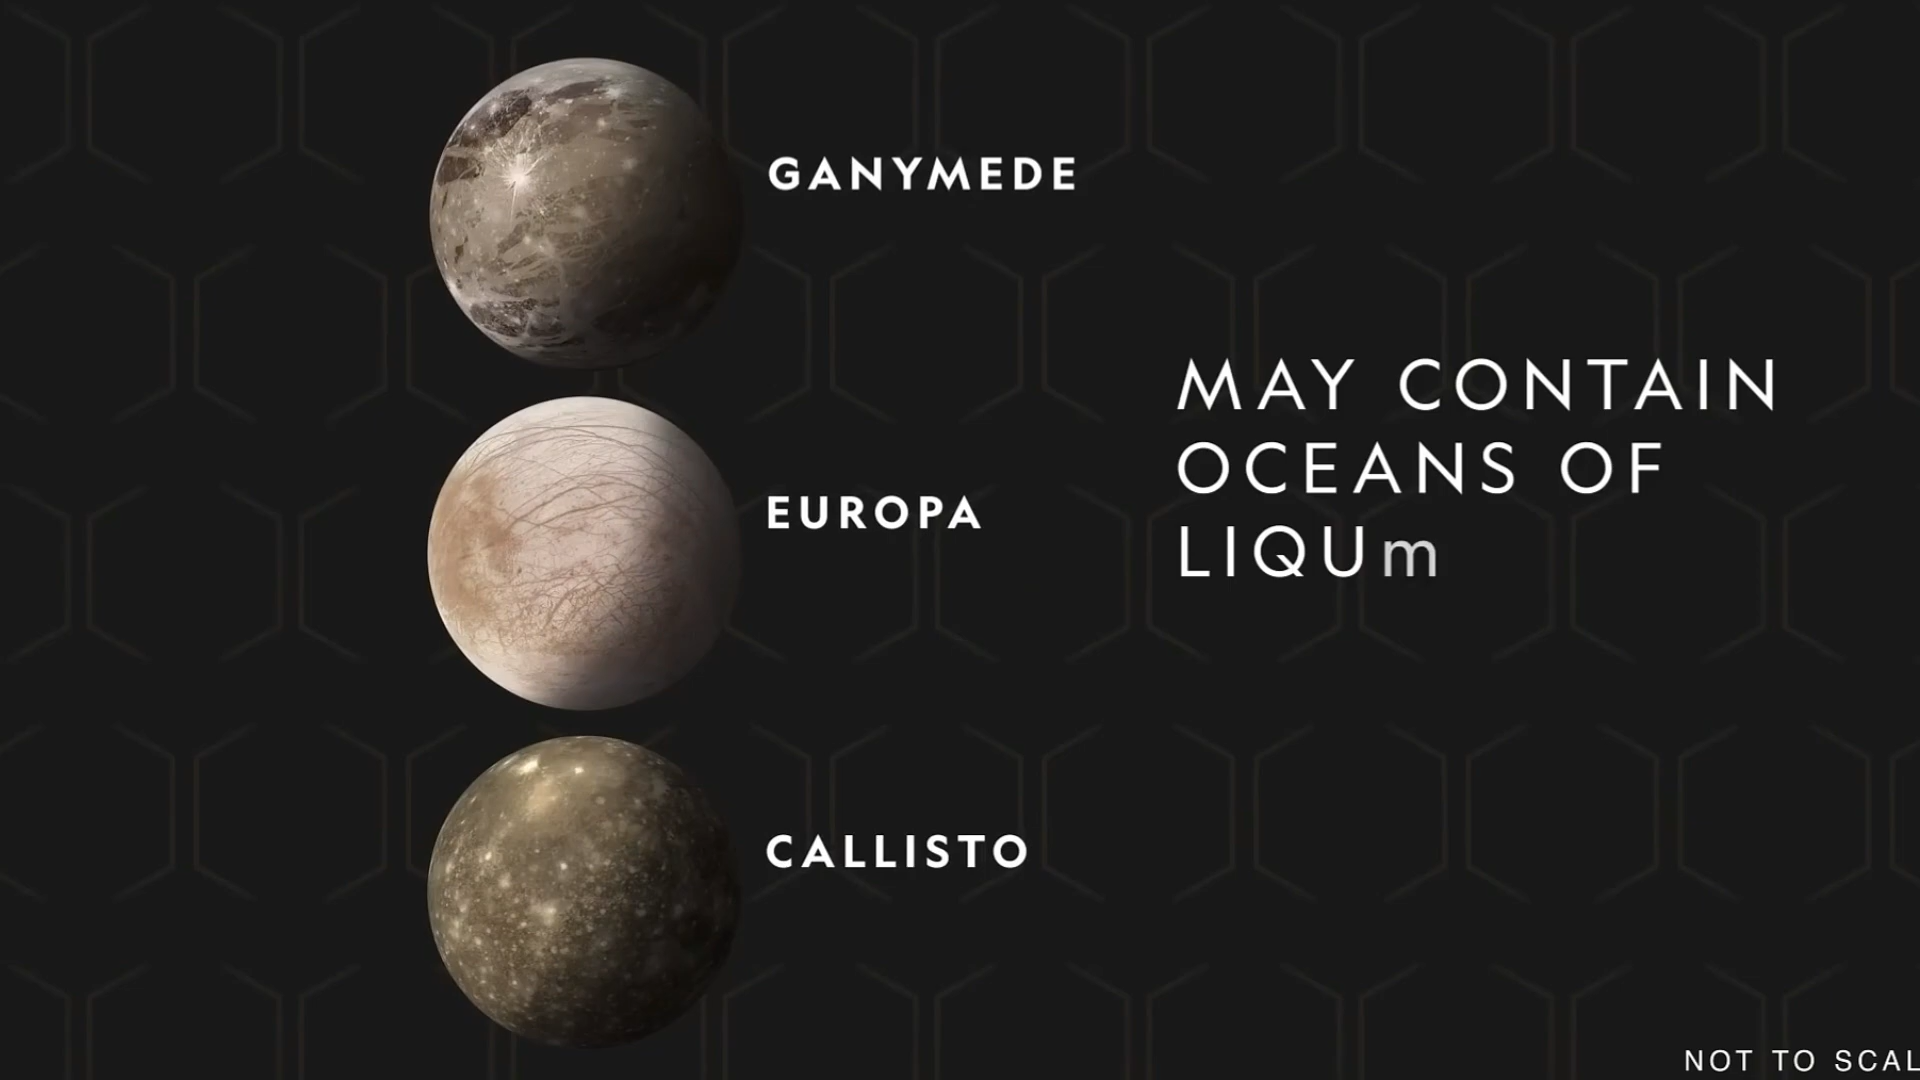 GANYMEDE
MAY CONTAIN
OCEANS OF
LIQUm
EUROPA
CALLISTO
NOT TO SCAL